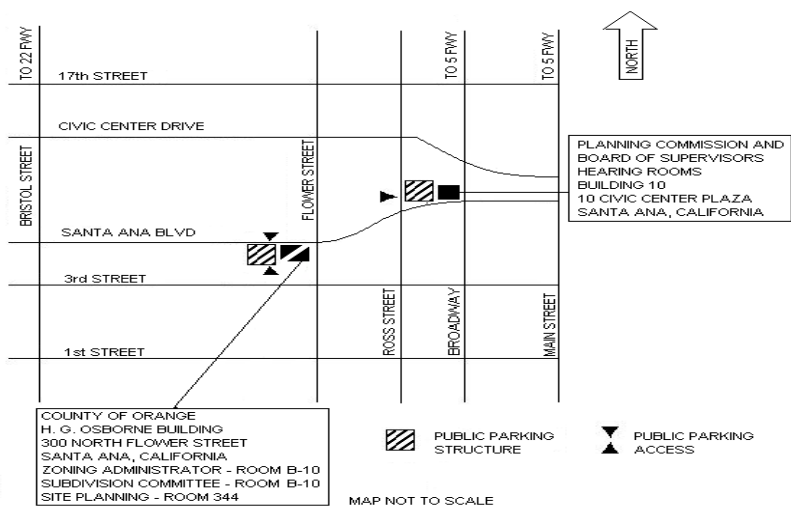 TO 22 FWY
TO 5 FWY
TO 5 FWY
NORTH
17th STREET
CIVIC CENTER DRIVE
BRISTOL STREET
FLOWER STREET
PLANNING COMMISSION AND
BOARD OF SUPERVISORS
HEARING ROOMS
BUILDING 10
10 CIVIC CENTER PLAZA
SANTA ANA, CALIFORNIA
SANTA ANA BLVD
3rd STREET
ROSS STREET
BROADWAY
MAIN STREET
1st STREET
COUNTY OF ORANGE
H. G. OSBORNE BUILDING
300 NORTH FLOWER STREET
SANTA ANA, CALIFORNIA
ZONING ADMINISTRATOR - ROOM B-10
SUBDIVISION COMMITTEE - ROOM B-10
SITE PLANNING - ROOM 344
PUBLIC PARKING
STRUCTURE
PUBLIC PARKING
ACCESS
MAP NOT TO SCALE